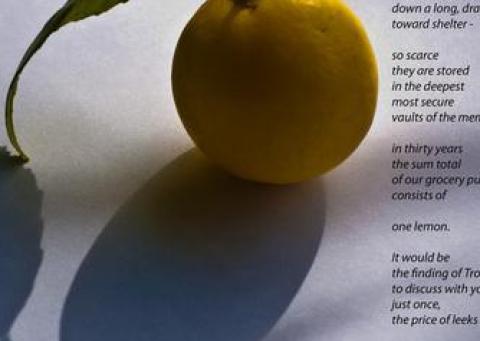 down a long,
toward shelter -
so scarce
they are stored
in the deepest
most secure
vaults of the
in thirty years
the sum total
of our grocery
consists of
one lemon.
It would be
the finding of
to discuss with
just once,
the price of leeks